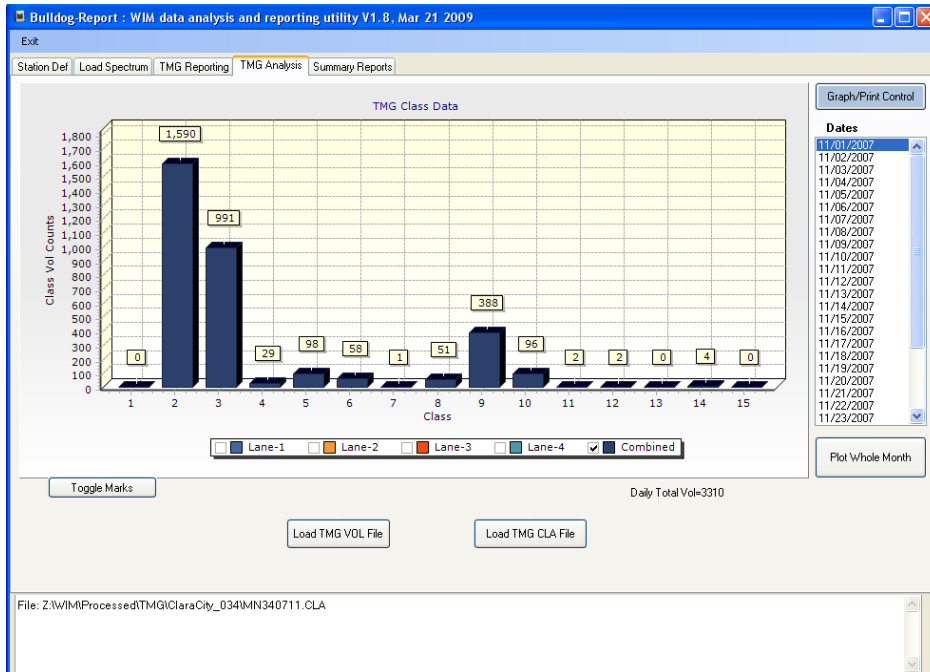 Bulldog-Report : WIM data analysis and reporting utility V1.8, Mar 21 2009
Exit
Station Def Load Spectrum TMG Reporting TMG Analysis Summary Reports
TMG Class Data
Class Vol Counts
1,800
1,700
1,600
1,500
1,400
1,300
1,200
1,100
1,000
900
800
700
600
500
400
300
200
100
0
0 1,590 991 29 98 58 1 51 388 96 2 2 0 4 0
1 2 3 4 5 6 7 8 9 10 11 12 13 14 15
Class
Lane-1 Lane-2 Lane-3 Lane-4 Combined
Graph/Print Control
Dates
11/01/2007
11/02/2007
11/03/2007
11/04/2007
11/05/2007
11/06/2007
11/07/2007
11/08/2007
11/09/2007
11/10/2007
11/11/2007
11/12/2007
11/13/2007
11/14/2007
11/15/2007
11/16/2007
11/17/2007
11/18/2007
11/19/2007
11/20/2007
11/21/2007
11/22/2007
11/23/2007
Plot Whole Month
Toggle Marks
Daily Total Vol=3310
Load TMG VOL File Load TMG CLA File
File: Z:\WIM\Processed\TMG\ClaraCity_034\MN340711.CLA